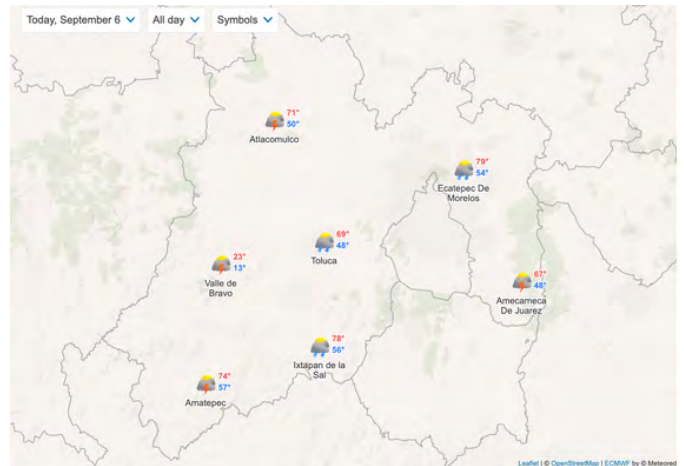 Today, September 6
All day
Symbols
71°
50°
Atlacomulco
79°
54°
Ecatepec De
Morelos
69°
48°
Toluca
23°
13°
Valle de
Bravo
67°
48°
Amecameca
De Juarez
78°
56°
Ixtapan de la
Sal
74°
57°
Amatepec
Leaflet | © OpenStreetMap | ECMWF by © Meteored